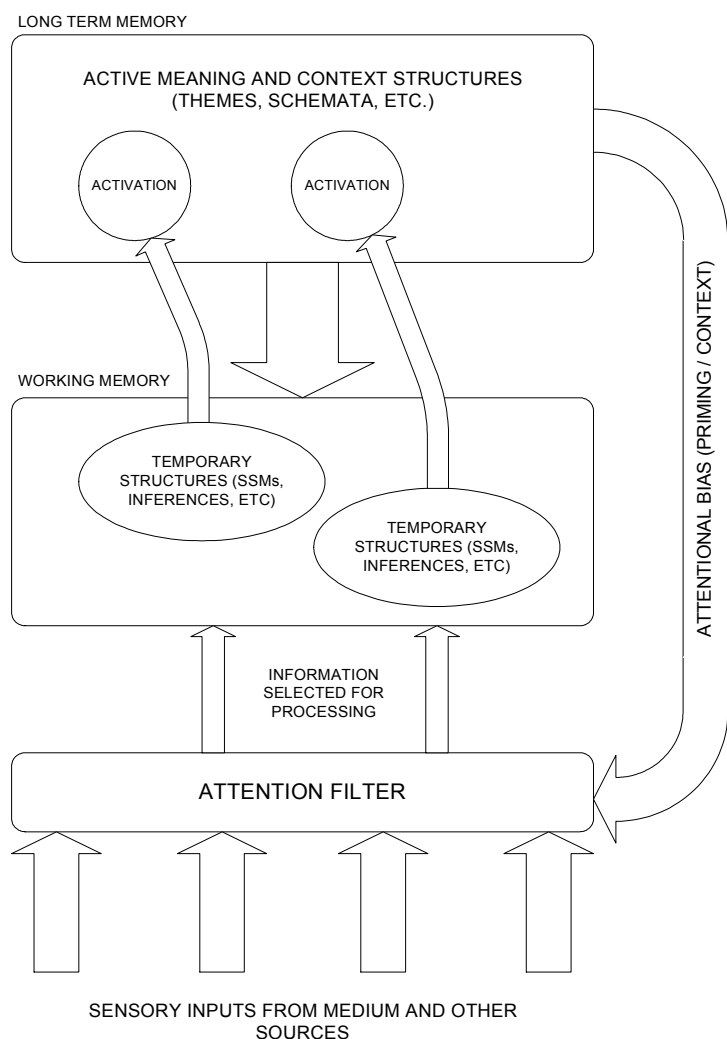 LONG TERM MEMORY
ACTIVE MEANING AND CONTEXT STRUCTURES
(THEMES, SCHEMATA, ETC.)
ACTIVATION
ACTIVATION
ATTENTIONAL BIAS (PRIMING / CONTEXT)
WORKING MEMORY
TEMPORARY
STRUCTURES (SSMs,
INFERENCES, ETC)
TEMPORARY
STRUCTURES (SSMs,
INFERENCES, ETC)
INFORMATION
SELECTED FOR
PROCESSING
ATTENTION FILTER
SENSORY INPUTS FROM MEDIUM AND OTHER
SOURCES